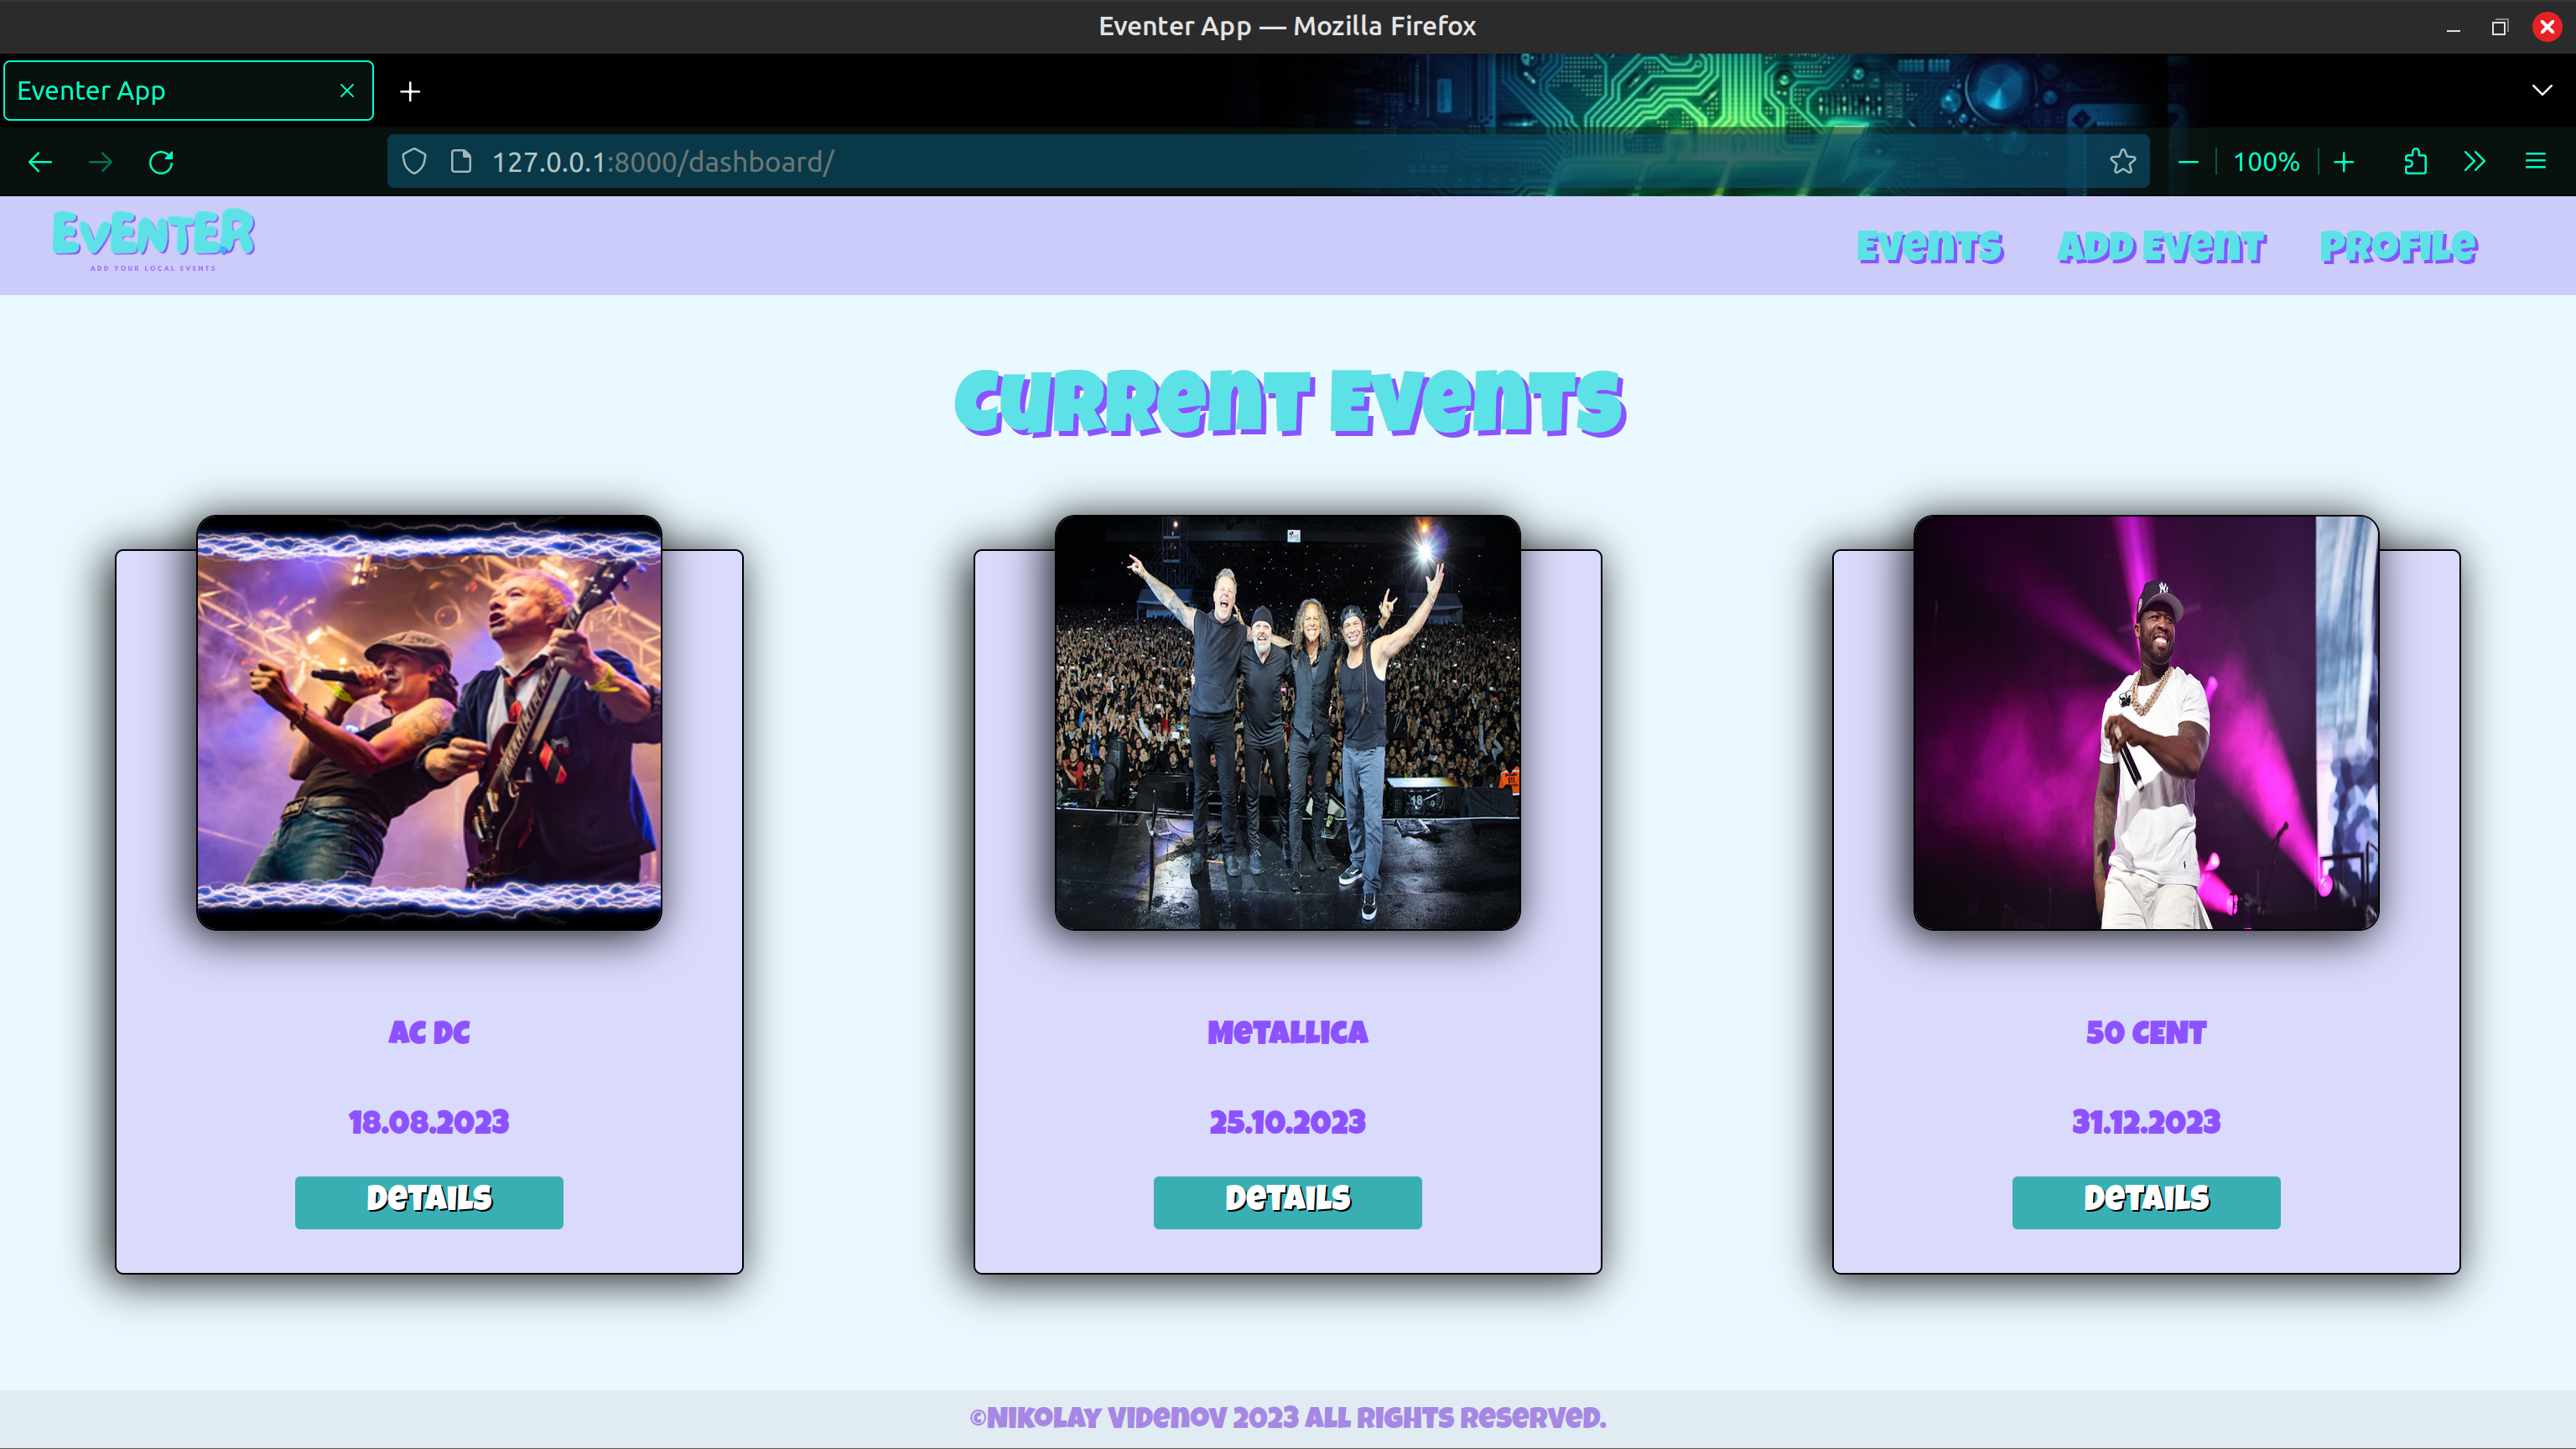 Eventer App — Mozilla Firefox
Eventer App
127.0.0.1:8000/dashboard/
100%
EVENTER
ADD YOUR LOCAL EVENTS
Events
Add Event
Profile
Current Events
AC DC
Metallica
50 CENT
18.08.2023
25.10.2023
31.12.2023
Details
Details
Details
©Nikolay Videnov 2023 All Rights Reserved.